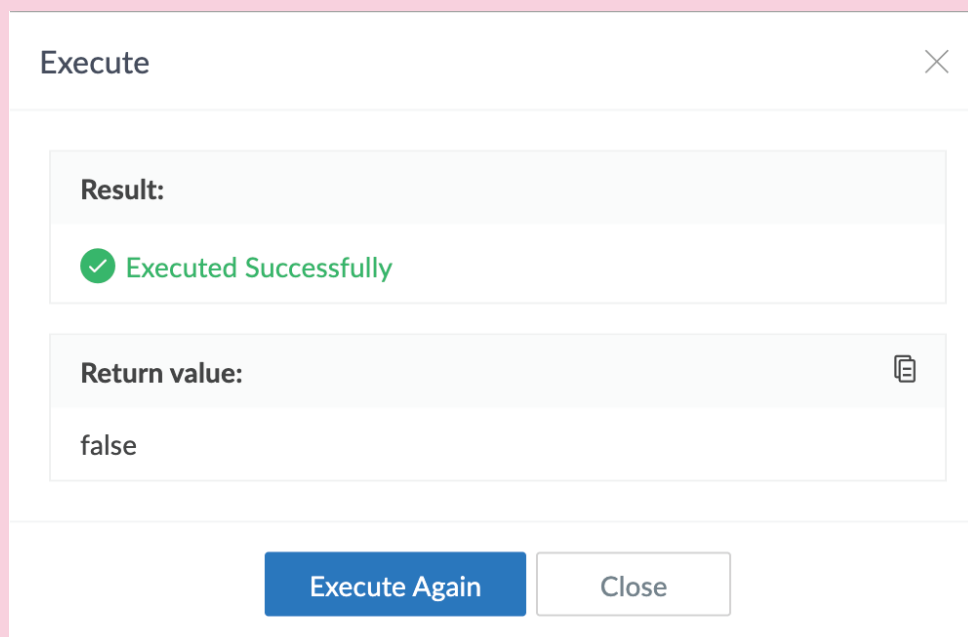 Execute
Result:
Executed Successfully
Return value:
false
Execute Again
Close